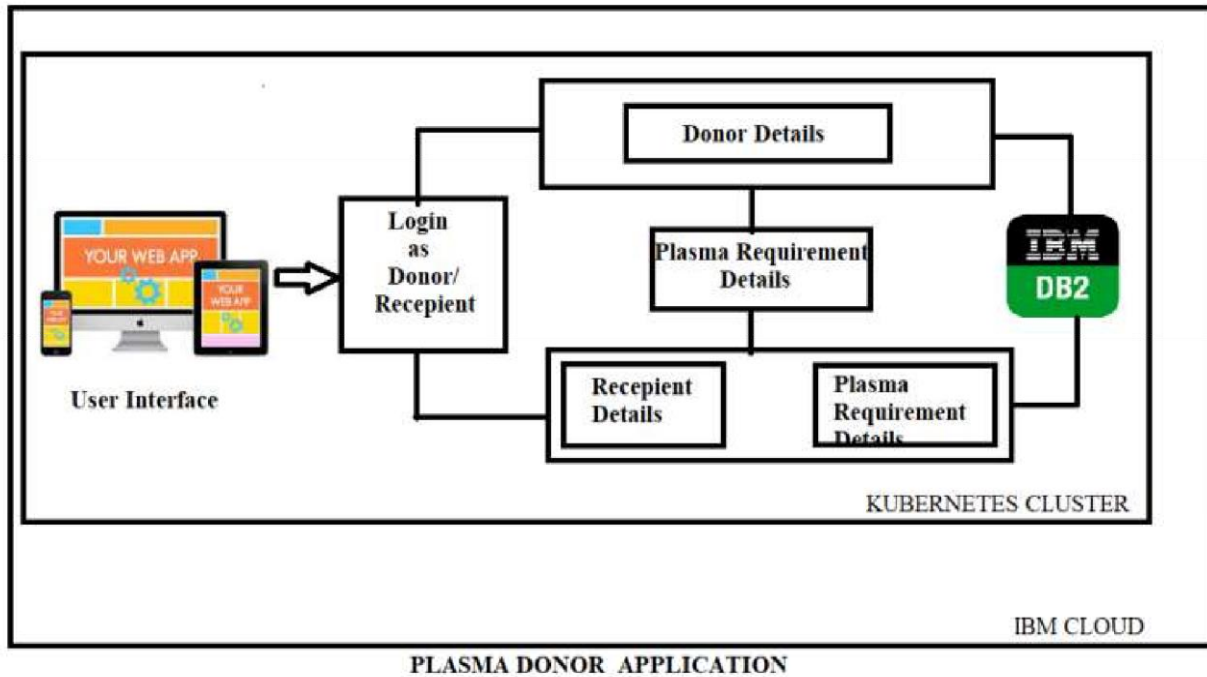 Donor Details
Login
as
Donor/
Recepient
Plasma Requirement
Details
IBM
DB2
YOUR WEB APP
YOUR
WEB APP
User Interface
Recepient
Details
Plasma
Requirement
Details
KUBERNETES CLUSTER
IBM CLOUD
PLASMA DONOR APPLICATION